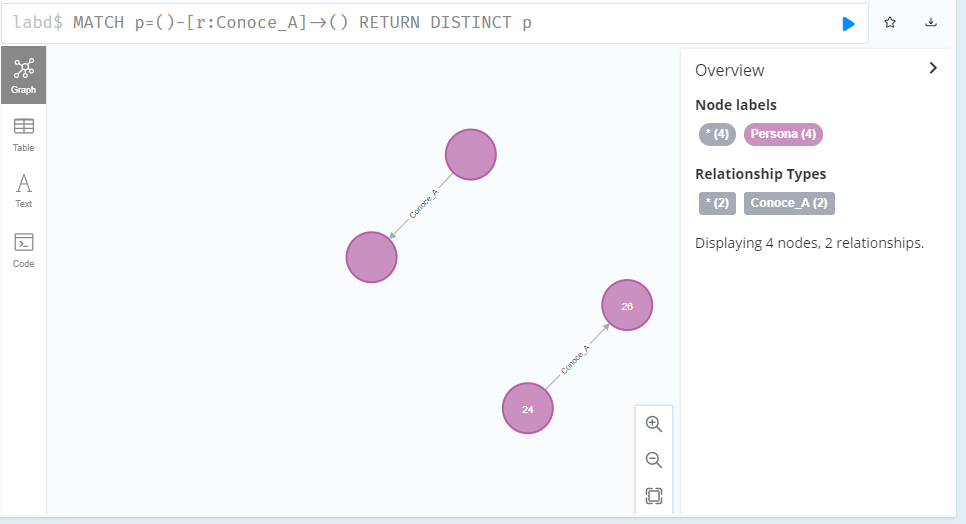 labd$ MATCH p=()-[r:Conoce_A]→() RETURN DISTINCT p
Graph
Table
Text
Code
Conoce_A
26
Conoce_A
24
Overview
Node labels
* (4) Persona (4)
Relationship Types
* (2) Conoce_A (2)
Displaying 4 nodes, 2 relationships.